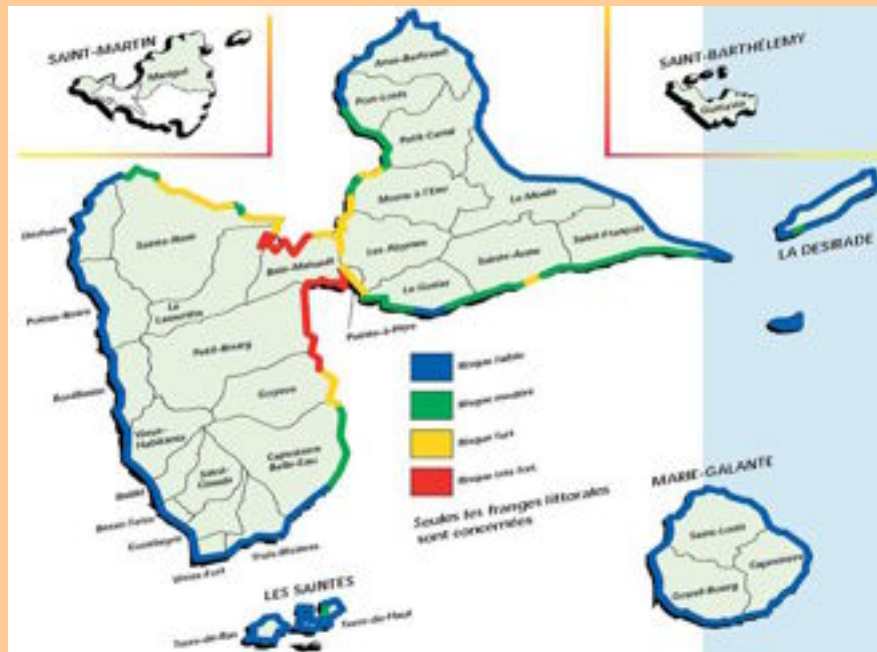 SAINT-MARTIN
Marigot
SAINT-BARTHÉLEMY
Gustavia
Anse-Bertrand
Port-Louis
Petit-Canal
Morne à l'Eau
Le Moule
Les Abymes
Sainte-Anne
Saint-François
Le Gosier
Pointe-à-Pitre
LA DESIRADE
Deshaies
Sainte-Rose
Baie-Mahault
Le
Lamentin
Pointe-Noire
Petit-Bourg
Bouillante
Goyave
Vieux-
Habitants
Capesterre
Belle-Eau
Saint-
Claude
Baillif
Basse-Terre
Gourbeyre
Vieux-Fort
Trois-Rivières
Risque faible
Risque modéré
Risque fort
Risque très fort
Seules les franges littorales
sont concernées
MARIE-GALANTE
Saint-Louis
Capesterre
Grand-Bourg
LES SAINTES
Terre-de-Bas
Terre-de-Haut